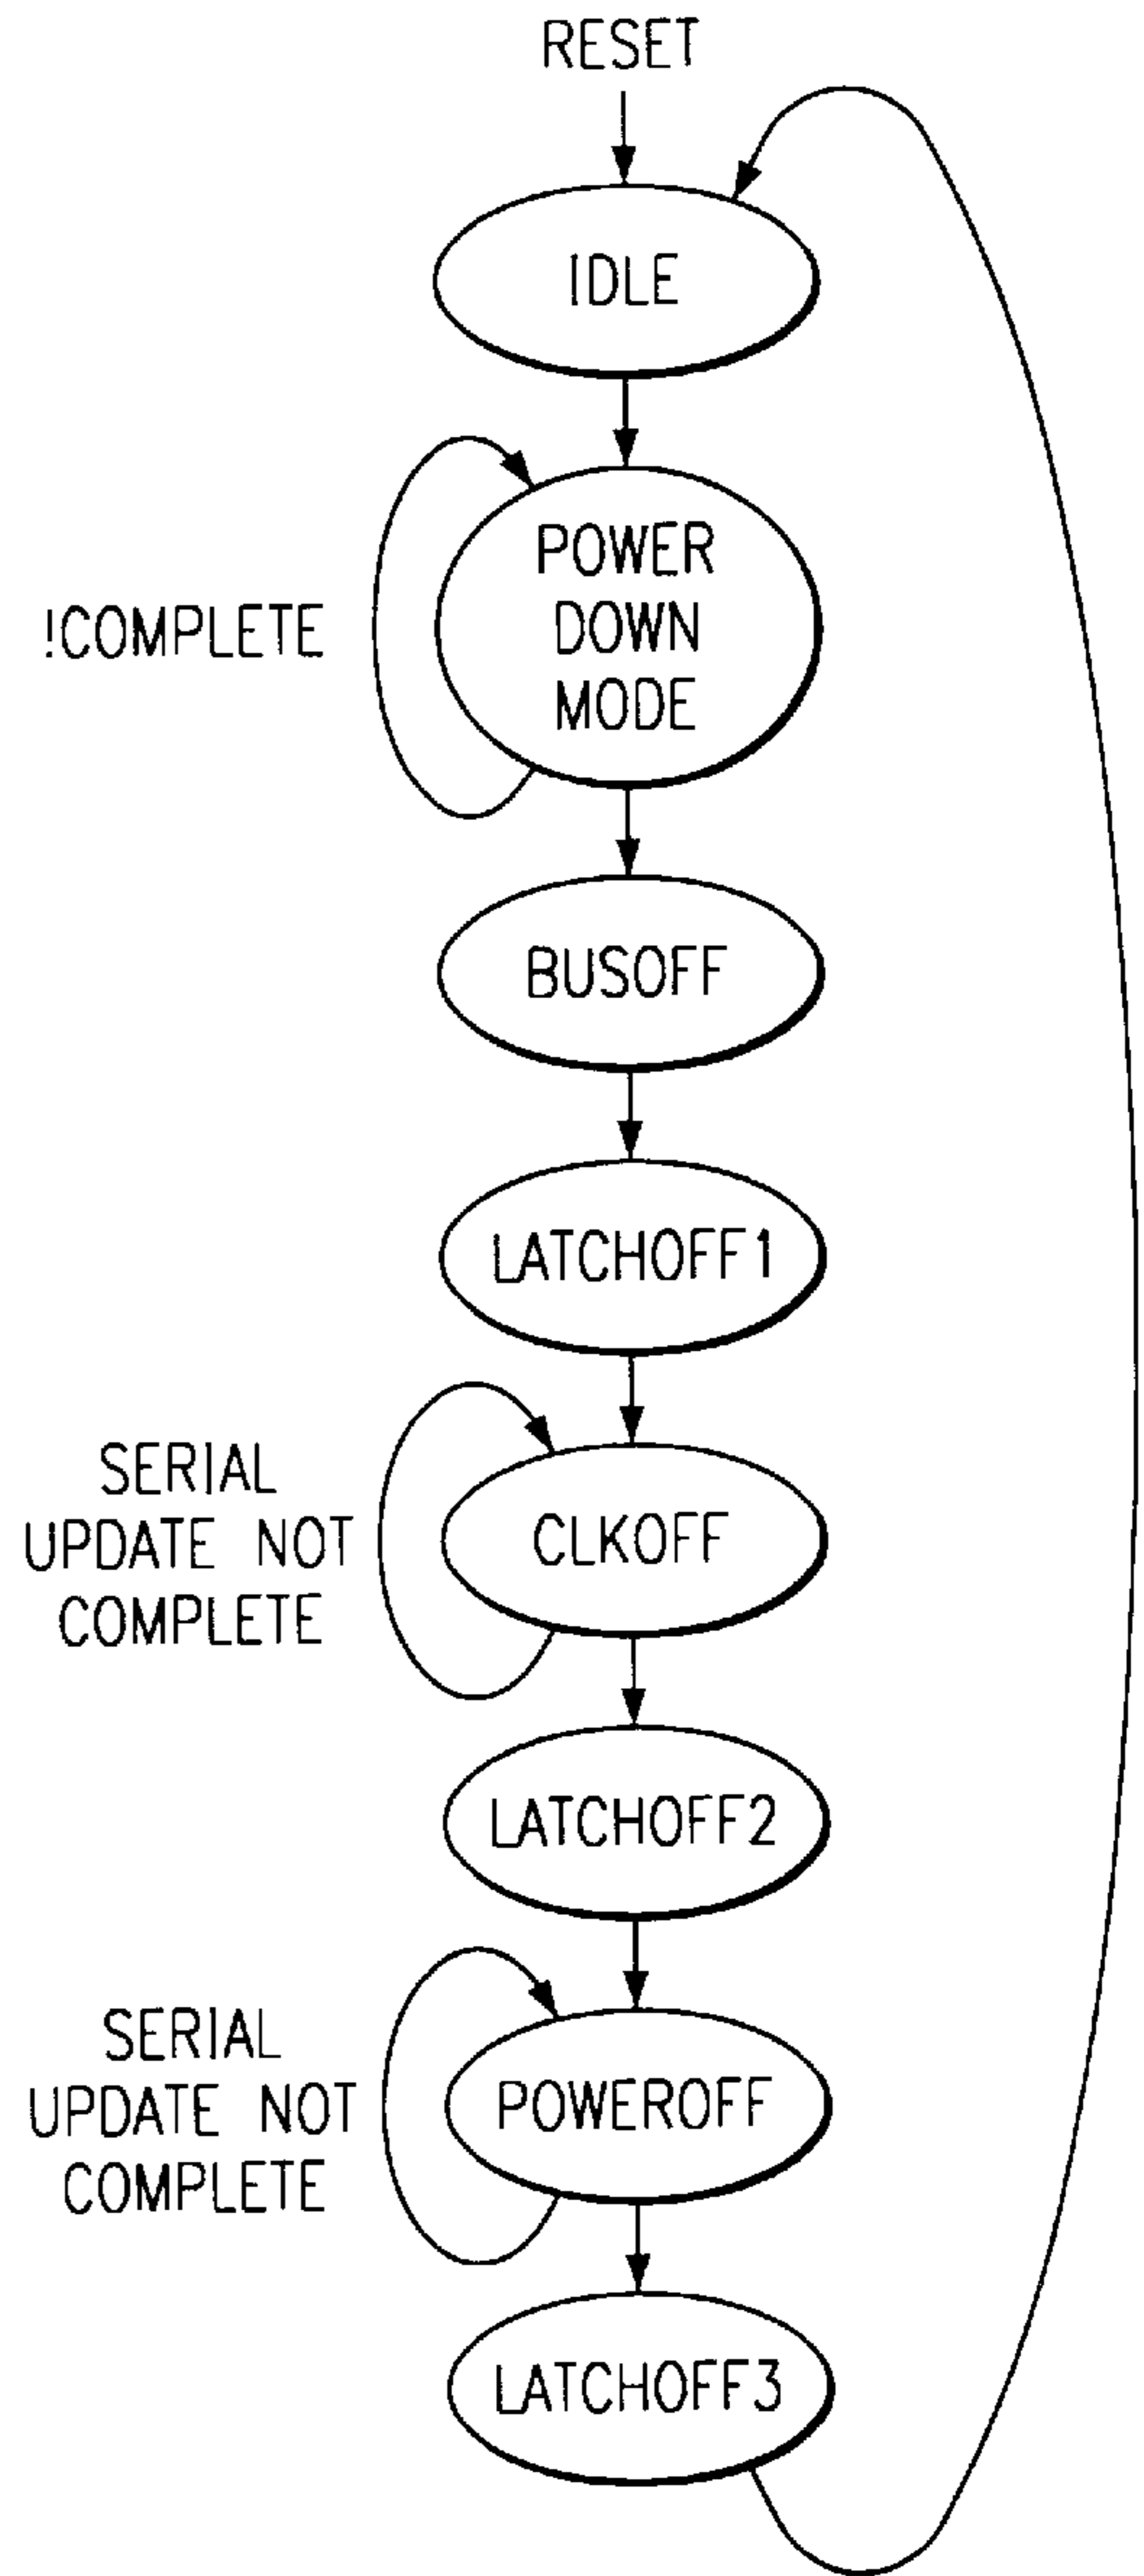 RESET
IDLE
POWER
DOWN
MODE
!COMPLETE
BUSOFF
LATCHOFF1
SERIAL
UPDATE NOT
COMPLETE
CLKOFF
LATCHOFF2
SERIAL
UPDATE NOT
COMPLETE
POWEROFF
LATCHOFF3